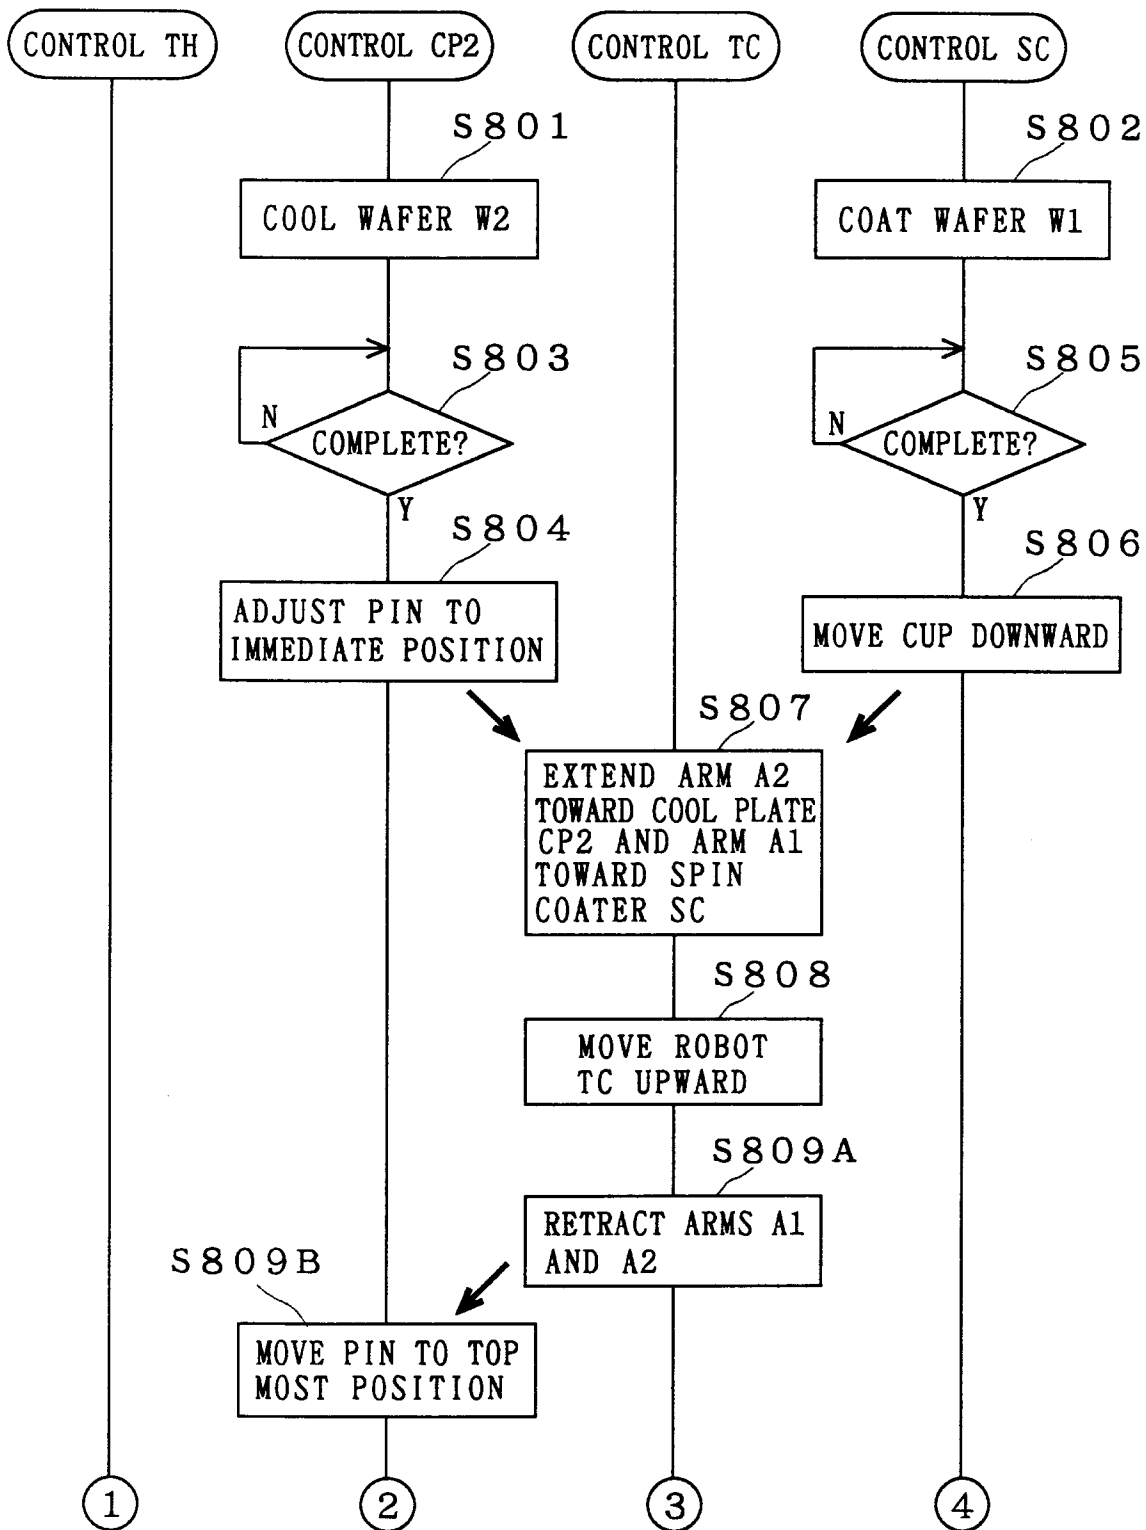 CONTROL TH
CONTROL CP2
CONTROL TC
CONTROL SC
S801
S802
COOL WAFER W2
COAT WAFER W1
S803
S805
N
COMPLETE?
N
COMPLETE?
Y
Y
S804
S806
ADJUST PIN TO
IMMEDIATE POSITION
MOVE CUP DOWNWARD
S807
EXTEND ARM A2
TOWARD COOL PLATE
CP2 AND ARM A1
TOWARD SPIN
COATER SC
S808
MOVE ROBOT
TC UPWARD
S809A
RETRACT ARMS A1
AND A2
S809B
MOVE PIN TO TOP
MOST POSITION
1
2
3
4